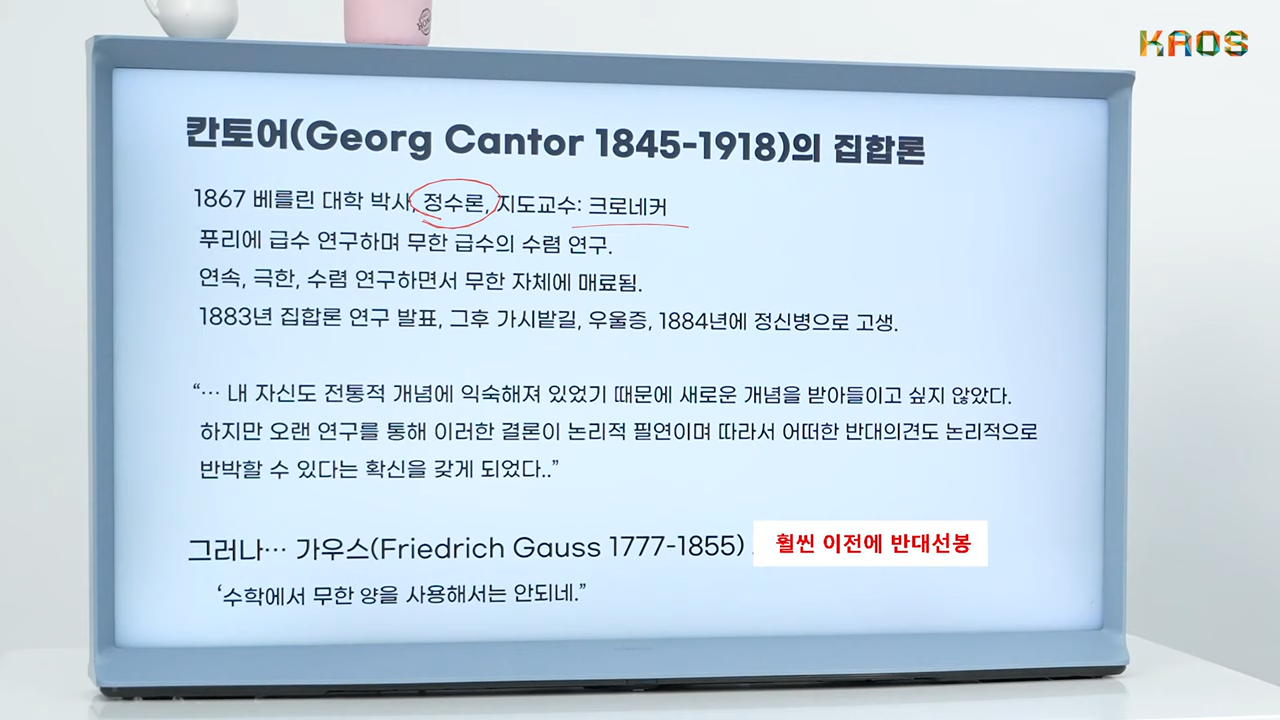 KAOS
칸토어(Georg Cantor 1845-1918)의 집합론
1867 베를린 대학 박사, 정수론, 지도교수: 크로네커
푸리에 급수 연구하며 무한 급수의 수렴 연구.
연속, 극한, 수렴 연구하면서 무한 자체에 매료됨.
1883년 집합론 연구 발표, 그후 가시밭길, 우울증, 1884년에 정신병으로 고생.
“… 내 자신도 전통적 개념에 익숙해져 있었기 때문에 새로운 개념을 받아들이고 싶지 않았다.
하지만 오랜 연구를 통해 이러한 결론이 논리적 필연이며 따라서 어떠한 반대의견도 논리적으로
반박할 수 있다는 확신을 갖게 되었다..”
그러나… 가우스(Friedrich Gauss 1777-1855) 훨씬 이전에 반대선봉
‘수학에서 무한 양을 사용해서는 안되네.”